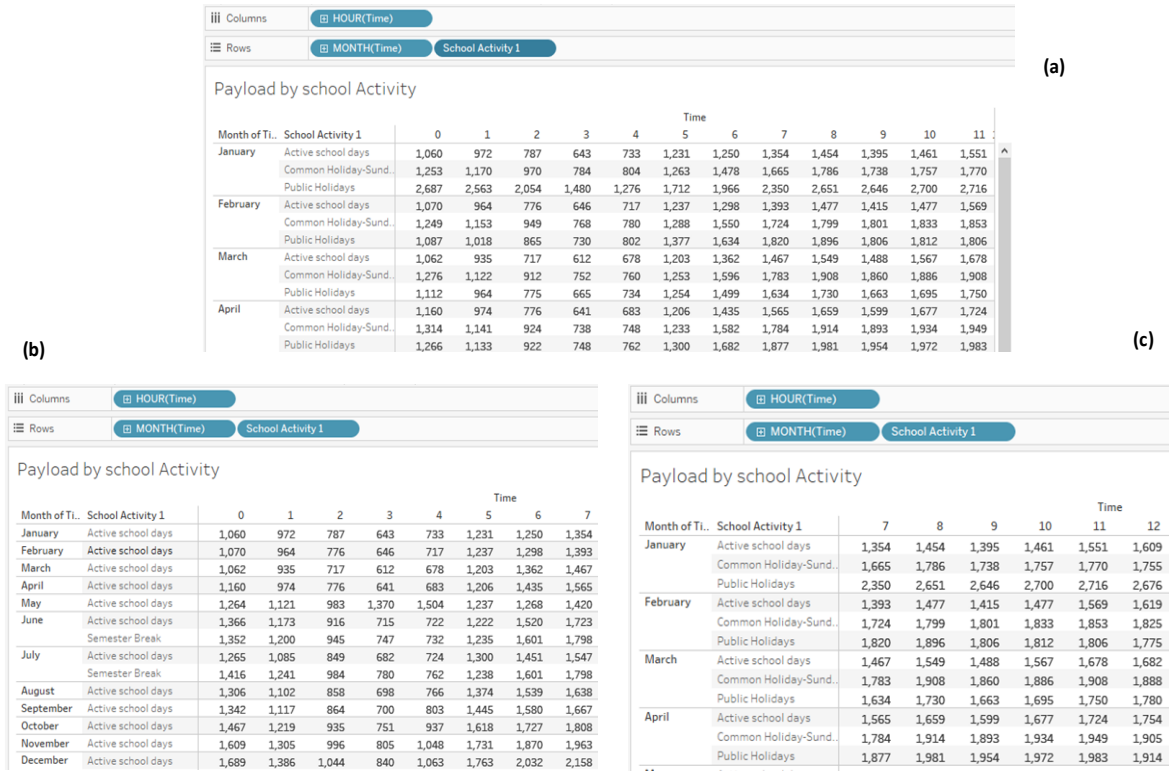 Columns HOUR(Time)
Rows MONTH(Time) School Activity 1
(a)
Payload by school Activity
Time
Month of Ti.. School Activity 1 0 1 2 3 4 5 6 7 8 9 10 11
January Active school days 1,060 972 787 643 733 1,231 1,250 1,354 1,454 1,395 1,461 1,551
Common Holiday-Sund.. 1,253 1,170 970 784 804 1,263 1,478 1,665 1,786 1,738 1,757 1,770
Public Holidays 2,687 2,563 2,054 1,480 1,276 1,712 1,966 2,350 2,651 2,646 2,700 2,716
February Active school days 1,070 964 776 646 717 1,237 1,298 1,393 1,477 1,415 1,477 1,569
Common Holiday-Sund.. 1,249 1,153 949 768 780 1,288 1,550 1,724 1,799 1,801 1,833 1,853
Public Holidays 1,087 1,018 865 730 802 1,377 1,634 1,820 1,896 1,806 1,812 1,806
March Active school days 1,062 935 717 612 678 1,203 1,362 1,467 1,549 1,488 1,567 1,678
Common Holiday-Sund.. 1,276 1,122 912 752 760 1,253 1,596 1,783 1,908 1,860 1,886 1,908
Public Holidays 1,112 964 775 665 734 1,254 1,499 1,634 1,730 1,663 1,695 1,750
April Active school days 1,160 974 776 641 683 1,206 1,435 1,565 1,659 1,599 1,677 1,724
Common Holiday-Sund.. 1,314 1,141 924 738 748 1,233 1,582 1,784 1,914 1,893 1,934 1,949
Public Holidays 1,266 1,133 922 748 762 1,300 1,682 1,877 1,981 1,954 1,972 1,983
(b)
Columns HOUR(Time)
Rows MONTH(Time) School Activity 1
Payload by school Activity
Time
Month of Ti.. School Activity 1 0 1 2 3 4 5 6 7
January Active school days 1,060 972 787 643 733 1,231 1,250 1,354
February Active school days 1,070 964 776 646 717 1,237 1,298 1,393
March Active school days 1,062 935 717 612 678 1,203 1,362 1,467
April Active school days 1,160 974 776 641 683 1,206 1,435 1,565
May Active school days 1,264 1,121 983 1,370 1,504 1,237 1,268 1,420
June Active school days 1,366 1,173 916 715 722 1,222 1,520 1,723
Semester Break 1,352 1,200 945 747 732 1,235 1,601 1,798
July Active school days 1,265 1,085 849 682 724 1,300 1,451 1,547
Semester Break 1,416 1,241 984 780 762 1,238 1,601 1,798
August Active school days 1,306 1,102 858 698 766 1,374 1,539 1,638
September Active school days 1,342 1,117 864 700 803 1,445 1,580 1,667
October Active school days 1,467 1,219 935 751 937 1,618 1,727 1,808
November Active school days 1,609 1,305 996 805 1,048 1,731 1,870 1,963
December Active school days 1,689 1,386 1,044 840 1,063 1,763 2,032 2,158
(c)
Columns HOUR(Time)
Rows MONTH(Time) School Activity 1
Payload by school Activity
Time
Month of Ti.. School Activity 1 7 8 9 10 11 12
January Active school days 1,354 1,454 1,395 1,461 1,551 1,609
Common Holiday-Sund.. 1,665 1,786 1,738 1,757 1,770 1,755
Public Holidays 2,350 2,651 2,646 2,700 2,716 2,676
February Active school days 1,393 1,477 1,415 1,477 1,569 1,619
Common Holiday-Sund.. 1,724 1,799 1,801 1,833 1,853 1,825
Public Holidays 1,820 1,896 1,806 1,812 1,806 1,775
March Active school days 1,467 1,549 1,488 1,567 1,678 1,682
Common Holiday-Sund.. 1,783 1,908 1,860 1,886 1,908 1,888
Public Holidays 1,634 1,730 1,663 1,695 1,750 1,780
April Active school days 1,565 1,659 1,599 1,677 1,724 1,754
Common Holiday-Sund.. 1,784 1,914 1,893 1,934 1,949 1,905
Public Holidays 1,877 1,981 1,954 1,972 1,983 1,914